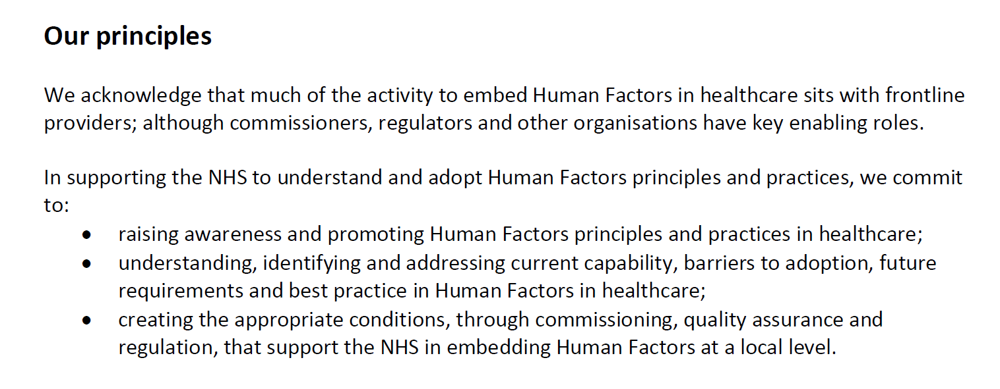 Our principles
We acknowledge that much of the activity to embed Human Factors in healthcare sits with frontline
providers; although commissioners, regulators and other organisations have key enabling roles.
In supporting the NHS to understand and adopt Human Factors principles and practices, we commit
to:
• raising awareness and promoting Human Factors principles and practices in healthcare;
• understanding, identifying and addressing current capability, barriers to adoption, future
requirements and best practice in Human Factors in healthcare;
• creating the appropriate conditions, through commissioning, quality assurance and
regulation, that support the NHS in embedding Human Factors at a local level.